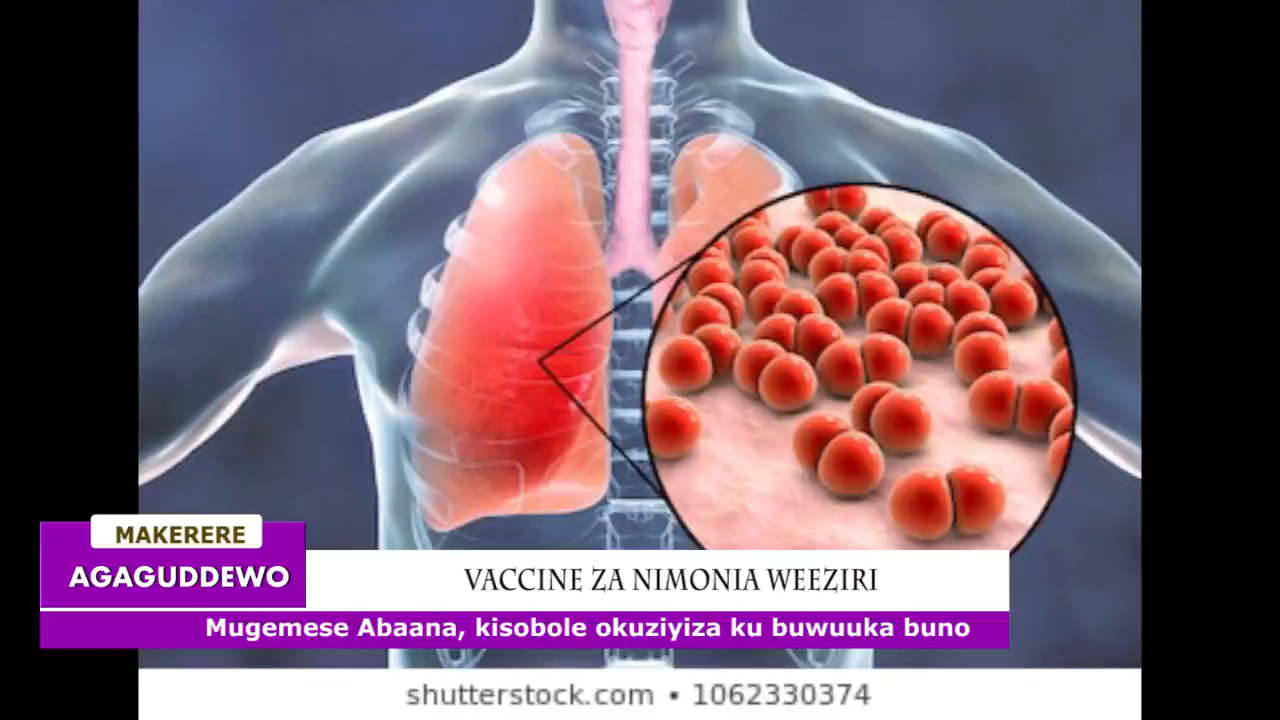 MAKERERE
AGAGUDDEWO
VACCINE ZA NIMONIA WEEZIRI
Mugemese Abaana, kisobole okuziyiza ku buwuuka buno
shutterstock.com • 1062330374